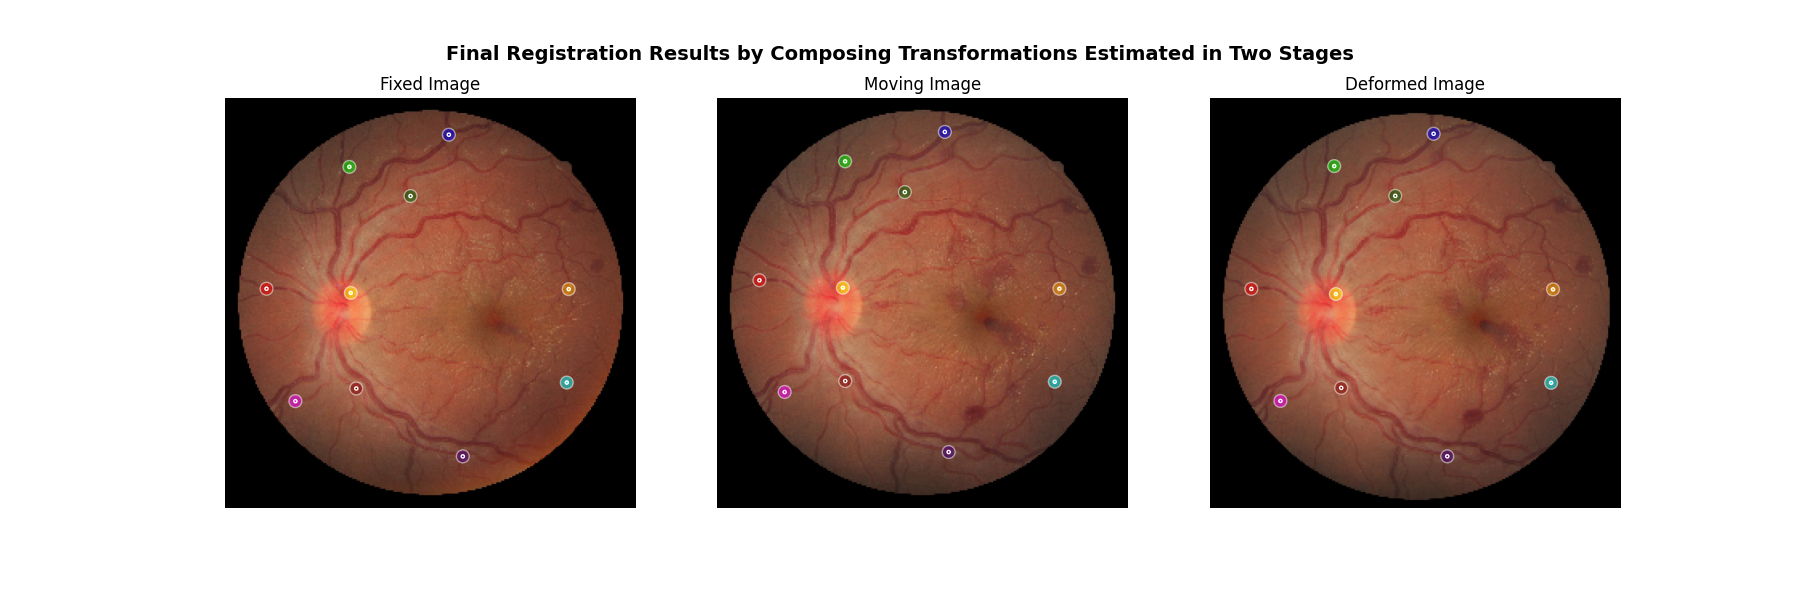 Final Registration Results by Composing Transformations Estimated in Two Stages
Fixed Image
Moving Image
Deformed Image